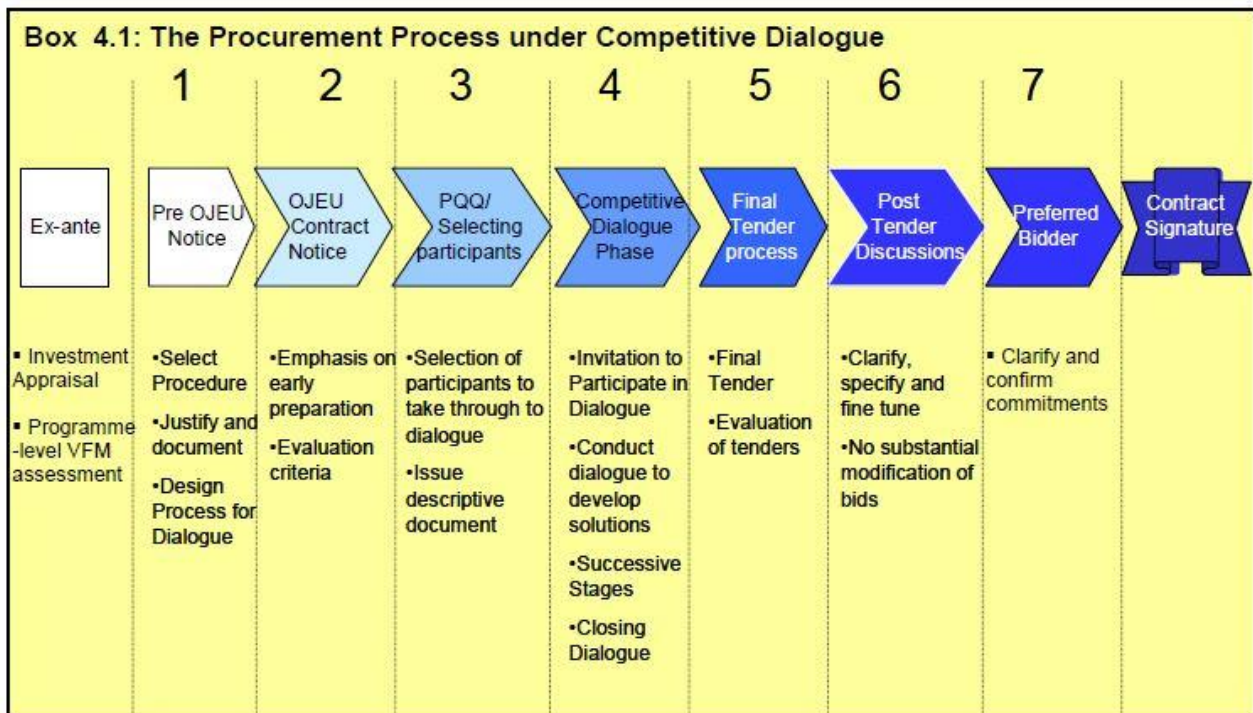 Box 4.1: The Procurement Process under Competitive Dialogue
1 2 3 4 5 6 7
Ex-ante
Pre OJEU
Notice
OJEU
Contract
Notice
PQQ/
Selecting
participants
Competitive
Dialogue
Phase
Final
Tender
process
Post
Tender
Discussions
Preferred
Bidder
Contract
Signature
▪ Investment
Appraisal
▪ Programme
-level VFM
assessment
•Select
Procedure
•Justify and
document
•Design
Process for
Dialogue
•Emphasis on
early
preparation
•Evaluation
criteria
•Selection of
participants to
take through to
dialogue
•Issue
descriptive
document
•Invitation to
Participate in
Dialogue
•Conduct
dialogue to
develop
solutions
•Successive
Stages
•Closing
Dialogue
•Final
Tender
•Evaluation
of tenders
•Clarify,
specify and
fine tune
•No substantial
modification of
bids
▪ Clarify and
confirm
commitments